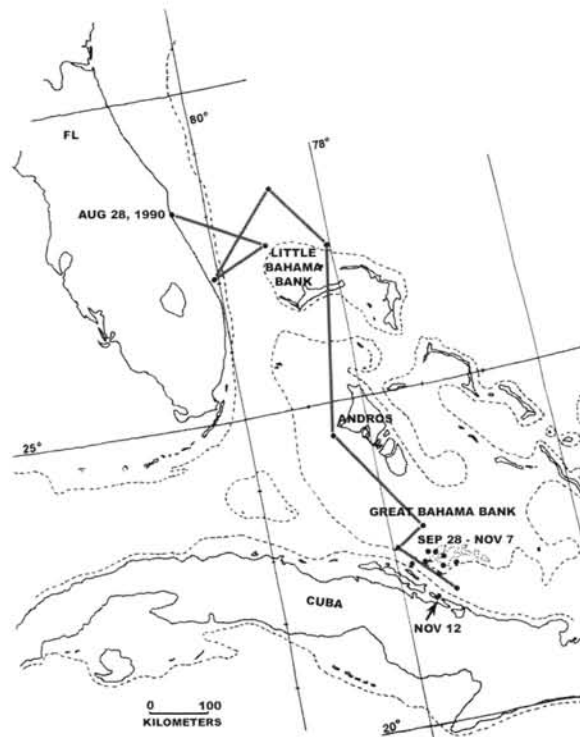 80°
FL
78°
AUG 28, 1990
LITTLE
BAHAMA
BANK
ANDROS
25°
GREAT BAHAMA BANK
SEP 28 - NOV 7
CUBA
NOV 12
0 100
KILOMETERS
20°